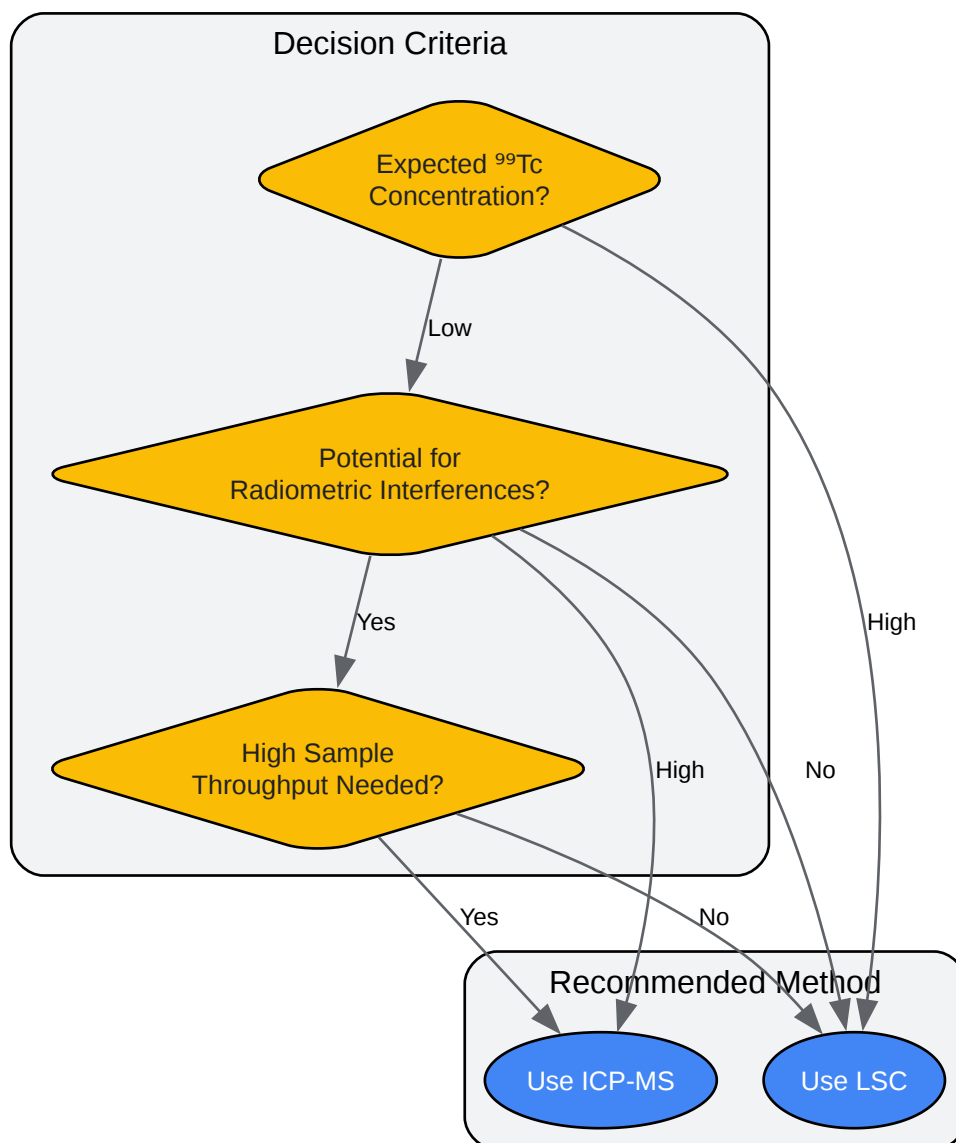 Decision Criteria
Expected ⁹⁹Tc
Concentration?
Low
Potential for
Radiometric Interferences?
High
Yes
High Sample
Throughput Needed?
High
No
Yes
No
Recommended Method
Use ICP-MS
Use LSC